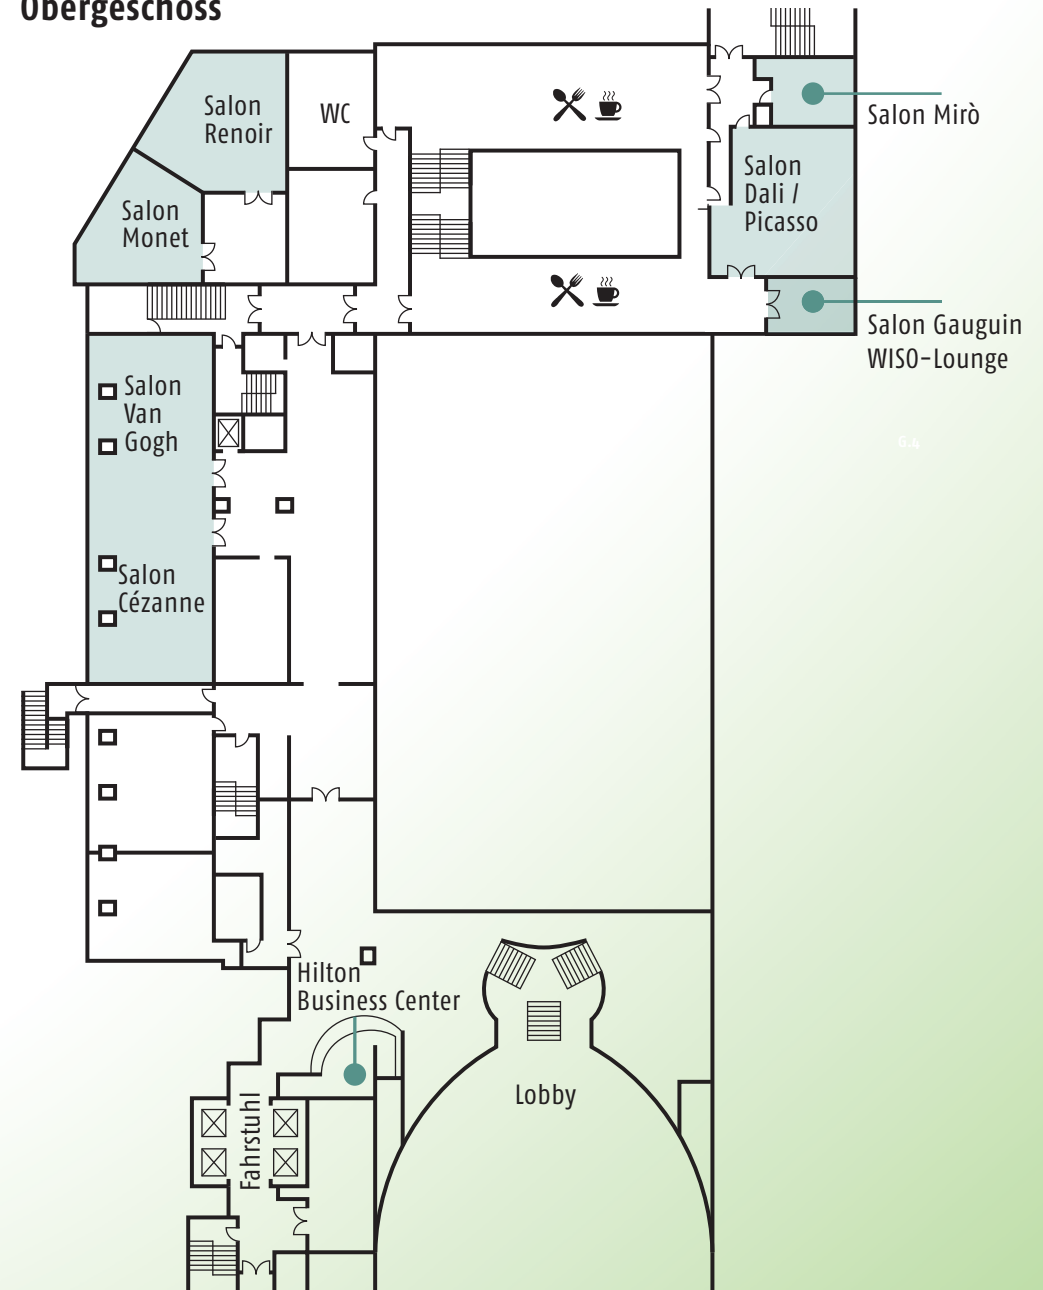 Obergeschoss
Salon
Renoir
WC
Salon Mirò
Salon
Dali /
Picasso
Salon
Monet
Salon Gauguin
WISO-Lounge
Salon
Van
Gogh
G.4
Salon
Cézanne
Hilton
Business Center
Lobby
Fahrstuhl